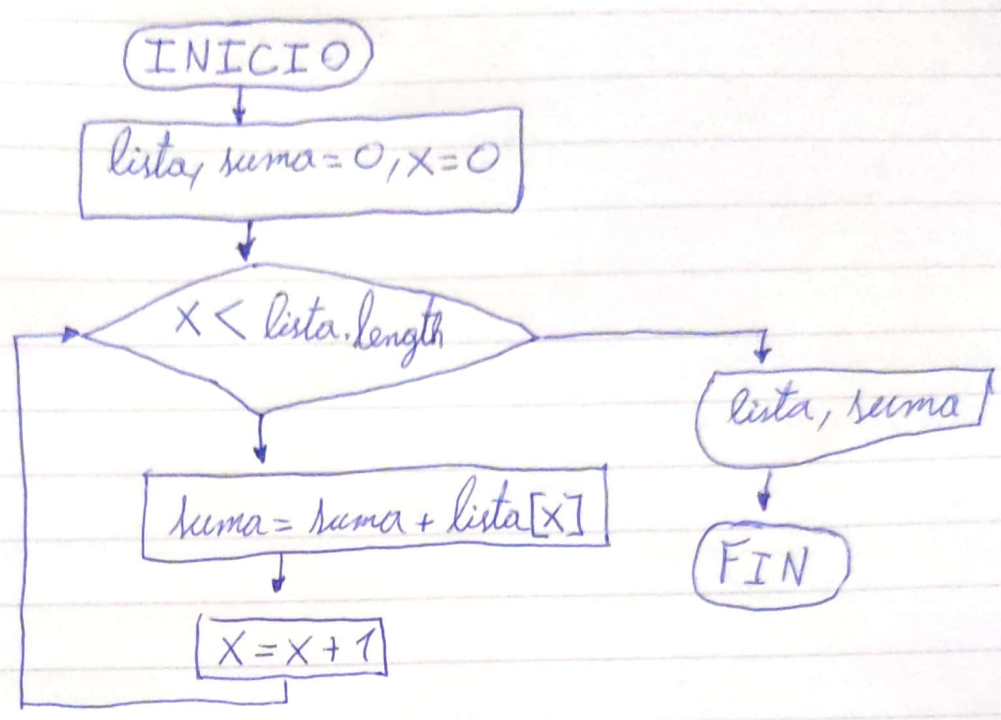 INICIO
lista, suma = 0, x = 0
x < lista.length
lista, suma
suma = suma + lista[x]
FIN
x = x + 1